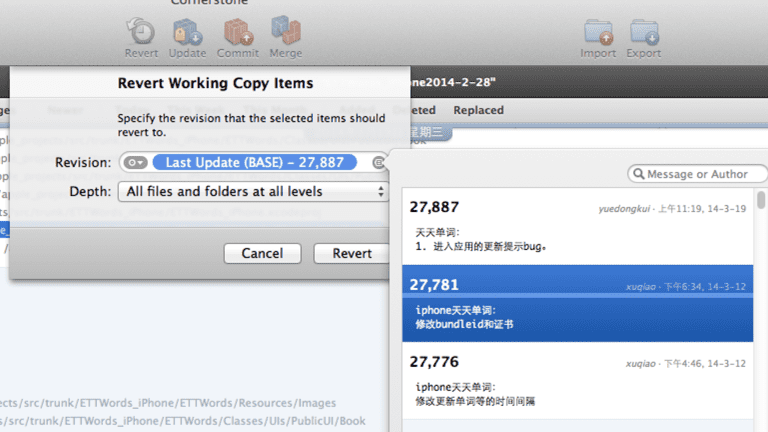 Cornerstone
Revert Update Commit Merge Import Export
Revert Working Copy Items
one2014-2-28"
Specify the revision that the selected items should
revert to.
Replaced
星期三
Revision: Last Update (BASE) – 27,887
Depth: All files and folders at all levels
Cancel Revert
Message or Author
27,887 yuedongkui - 上午11:19, 14-3-19
天天单词:
1. 进入应用的更新提示bug。
27,781 xuqiao - 下午6:34, 14-3-12
iphone天天单词:
修改bundleid和证书
27,776 xuqiao - 下午4:46, 14-3-12
iphone天天单词:
修改更新单词等的时间间隔
ects/src/trunk/ETTWords_iPhone/ETTWords/Resources/Images
s/src/trunk/ETTWords_iPhone/ETTWords/Classes/UIs/PublicUI/Book